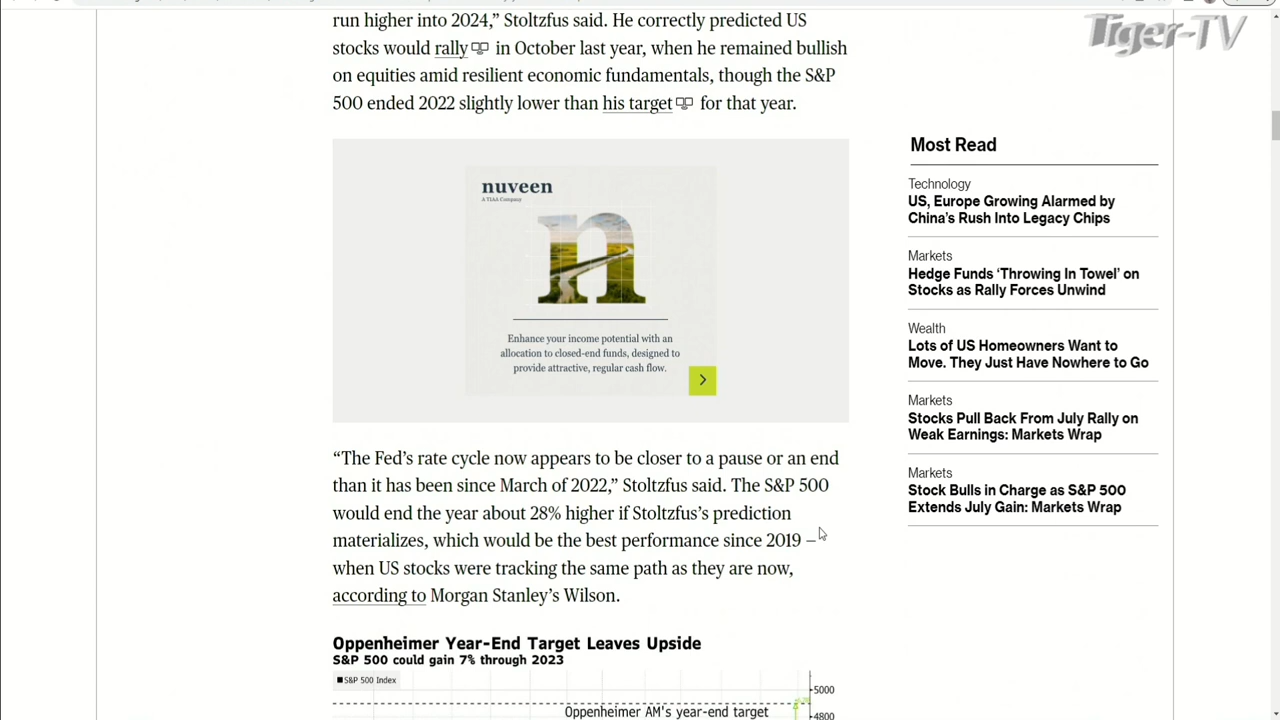 Tiger-TV
run higher into 2024,” Stoltzfus said. He correctly predicted US
stocks would rally in October last year, when he remained bullish
on equities amid resilient economic fundamentals, though the S&P
500 ended 2022 slightly lower than his target for that year.
nuveen
A TIAA Company
n
Enhance your income potential with an
allocation to closed-end funds, designed to
provide attractive, regular cash flow.
“The Fed’s rate cycle now appears to be closer to a pause or an end
than it has been since March of 2022,” Stoltzfus said. The S&P 500
would end the year about 28% higher if Stoltzfus’s prediction
materializes, which would be the best performance since 2019 –
when US stocks were tracking the same path as they are now,
according to Morgan Stanley’s Wilson.
Oppenheimer Year-End Target Leaves Upside
S&P 500 could gain 7% through 2023
S&P 500 Index
5000
Oppenheimer AM's year-end target
4800
Most Read
Technology
US, Europe Growing Alarmed by
China’s Rush Into Legacy Chips
Markets
Hedge Funds ‘Throwing In Towel’ on
Stocks as Rally Forces Unwind
Wealth
Lots of US Homeowners Want to
Move. They Just Have Nowhere to Go
Markets
Stocks Pull Back From July Rally on
Weak Earnings: Markets Wrap
Markets
Stock Bulls in Charge as S&P 500
Extends July Gain: Markets Wrap